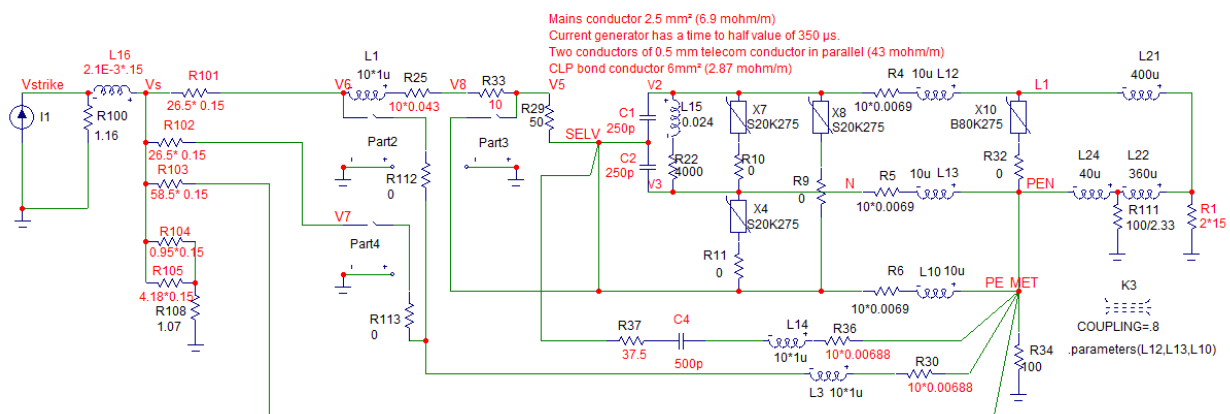 Mains conductor 2.5 mm² (6.9 mohm/m)
Current generator has a time to half value of 350 µs.
Two conductors of 0.5 mm telecom conductor in parallel (43 mohm/m)
CLP bond conductor 6mm² (2.87 mohm/m)
L16
2.1E-3*.15
Vstrike
Vs
R101
26.5* 0.15
I1
R100
1.16
R102
26.5* 0.15
R103
58.5* 0.15
R104
0.95*0.15
R105
4.18*0.15
R108
1.07
L1
10*1u
V6
R25
10*0.043
V8
R33
10
V5
R29
50
Part2
R112
0
Part3
V7
Part4
R113
0
SELV
V2
C1
250p
C2
250p
V3
L15
0.024
R22
4000
X7
S20K275
R10
0
X8
S20K275
R9
0
X4
S20K275
R11
0
N
R4
10*0.0069
10u L12
L1
X10
B80K275
R32
0
L21
400u
R5
10*0.0069
10u L13
PEN
L24
40u
L22
360u
R111
100/2.33
R1
2*15
R6
10*0.0069
L10 10u
PE MET
K3
COUPLING=.8
.parameters(L12,L13,L10)
R37
37.5
C4
500p
L14
10*1u
R36
10*0.00688
R30
10*0.00688
L3 10*1u
R34
100